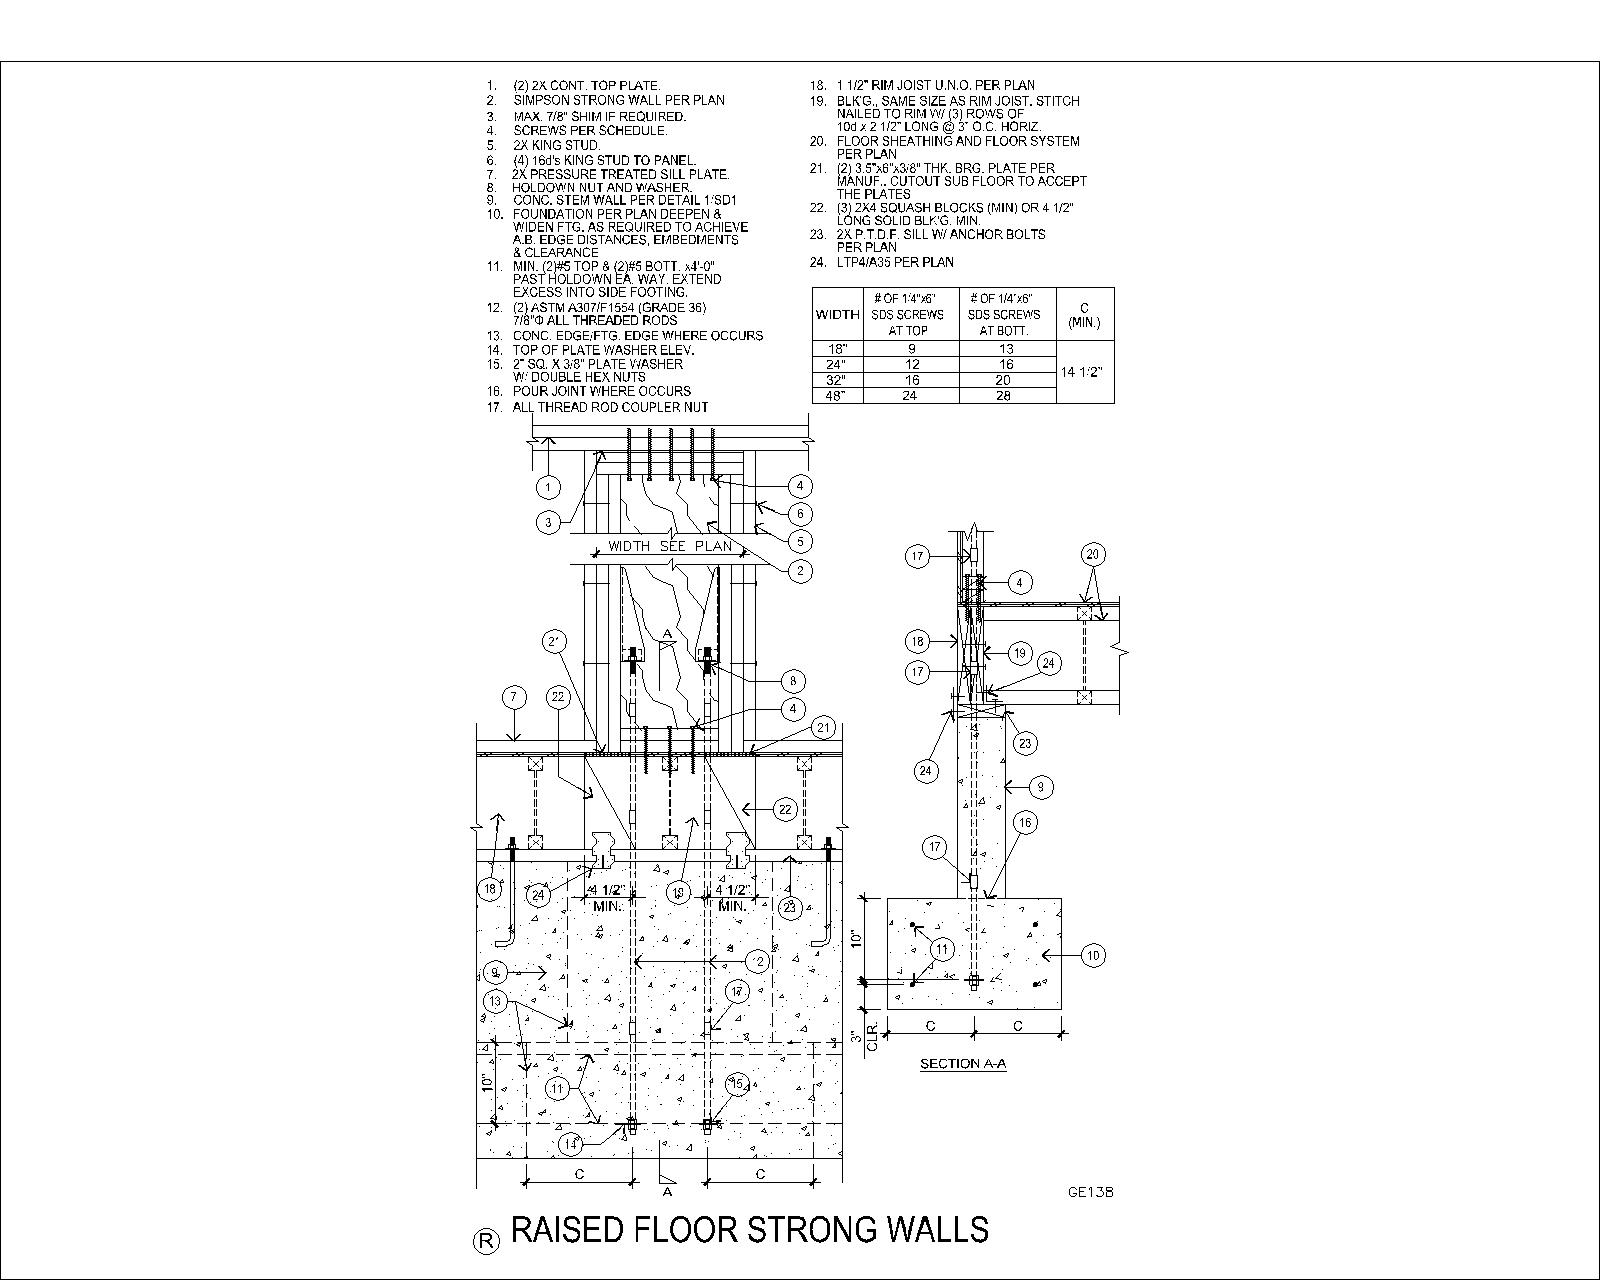 1. (2) 2X CONT. TOP PLATE.
2. SIMPSON STRONG WALL PER PLAN
3. MAX. 7/8" SHIM IF REQUIRED.
4. SCREWS PER SCHEDULE.
5. 2X KING STUD.
6. (4) 16d's KING STUD TO PANEL.
7. 2X PRESSURE TREATED SILL PLATE.
8. HOLDOWN NUT AND WASHER.
9. CONC. STEM WALL PER DETAIL 1/SD1
10. FOUNDATION PER PLAN DEEPEN &
WIDEN FTG. AS REQUIRED TO ACHIEVE
A.B. EDGE DISTANCES, EMBEDMENTS
& CLEARANCE
11. MIN. (2)#5 TOP & (2)#5 BOTT. x4'-0"
PAST HOLDOWN EA. WAY. EXTEND
EXCESS INTO SIDE FOOTING.
12. (2) ASTM A307/F1554 (GRADE 36)
7/8"Φ ALL THREADED RODS
13. CONC. EDGE/FTG. EDGE WHERE OCCURS
14. TOP OF PLATE WASHER ELEV.
15. 2" SQ. X 3/8" PLATE WASHER
W/ DOUBLE HEX NUTS
16. POUR JOINT WHERE OCCURS
17. ALL THREAD ROD COUPLER NUT
18. 1 1/2" RIM JOIST U.N.O. PER PLAN
19. BLK'G., SAME SIZE AS RIM JOIST. STITCH
NAILED TO RIM W/ (3) ROWS OF
10d x 2 1/2" LONG @ 3" O.C. HORIZ.
20. FLOOR SHEATHING AND FLOOR SYSTEM
PER PLAN
21. (2) 3.5"x6"x3/8" THK. BRG. PLATE PER
MANUF.. CUTOUT SUB FLOOR TO ACCEPT
THE PLATES
22. (3) 2X4 SQUASH BLOCKS (MIN) OR 4 1/2"
LONG SOLID BLK'G. MIN.
23. 2X P.T.D.F. SILL W/ ANCHOR BOLTS
PER PLAN
24. LTP4/A35 PER PLAN
WIDTH # OF 1/4"x6" SDS SCREWS AT TOP # OF 1/4"x6" SDS SCREWS AT BOTT. C (MIN.)
18" 9 13
24" 12 16
32" 16 20
48" 24 28
14 1/2"
1
3
4
6
5
2
WIDTH SEE PLAN
A
21
7
22
8
4
21
22
22
18
24
4 1/2" MIN.
19
4 1/2" MIN.
23
9
12
13
17
10"
11
15
14
C
C
A
17
4
20
18
19
17
24
24
23
9
16
17
11
10
10"
3" CLR.
C
C
SECTION A-A
GE138
R RAISED FLOOR STRONG WALLS